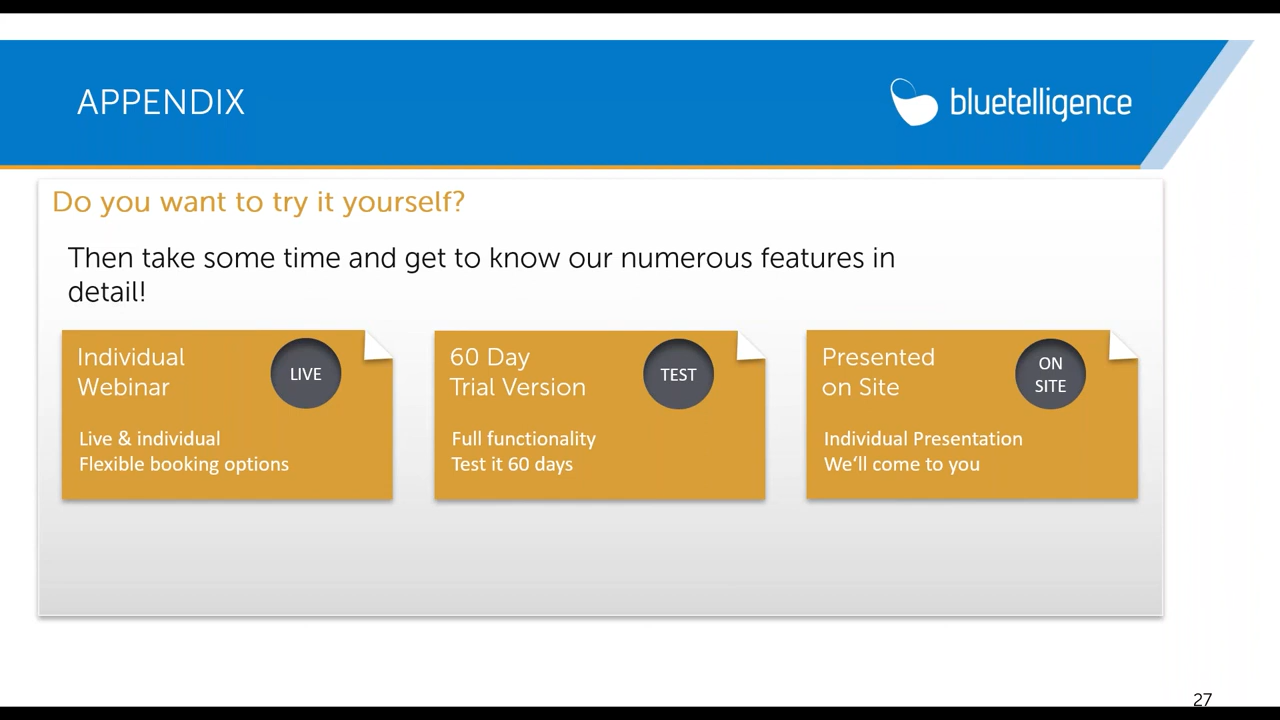 APPENDIX
bluetelligence
Do you want to try it yourself?
Then take some time and get to know our numerous features in
detail!
Individual
Webinar
LIVE
Live & individual
Flexible booking options
60 Day
Trial Version
TEST
Full functionality
Test it 60 days
Presented
on Site
ON
SITE
Individual Presentation
We‘ll come to you
27